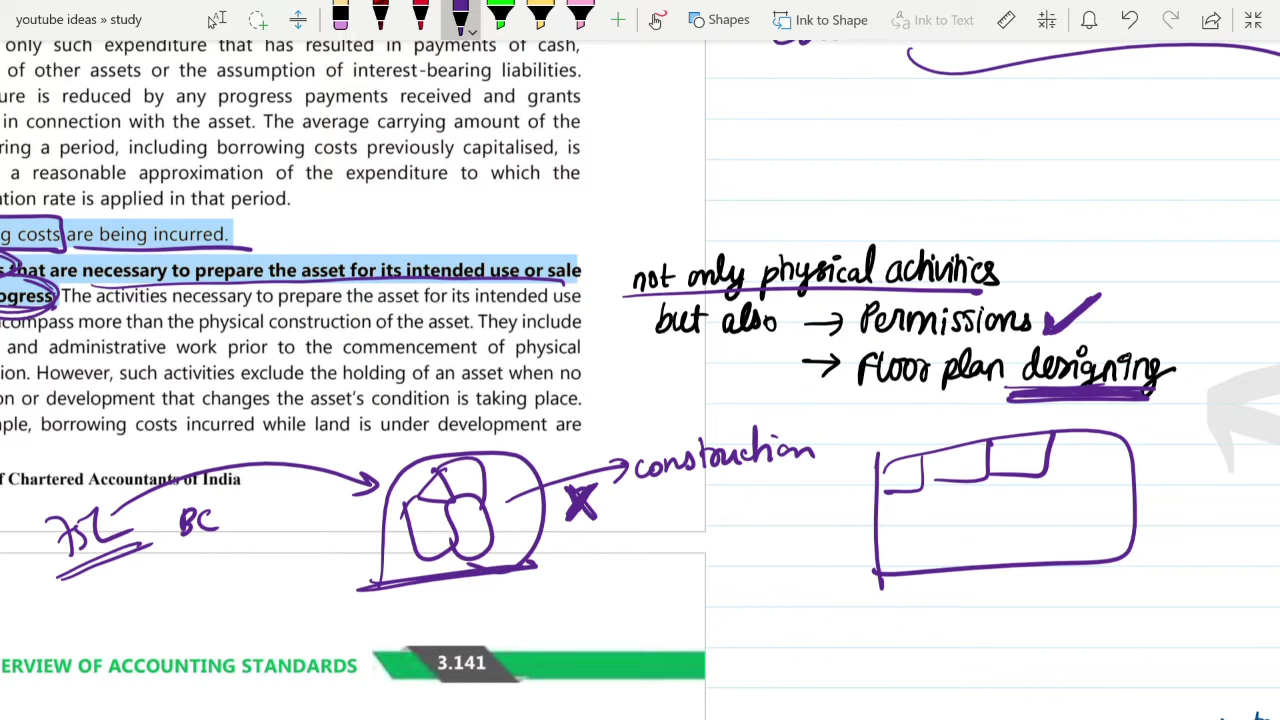 youtube ideas » study
Shapes
Ink to Shape
Ink to Text
only such expenditure that has resulted in payments of cash,
of other assets or the assumption of interest-bearing liabilities.
ure is reduced by any progress payments received and grants
in connection with the asset. The average carrying amount of the
ring a period, including borrowing costs previously capitalised, is
a reasonable approximation of the expenditure to which the
ation rate is applied in that period.
g costs are being incurred.
s that are necessary to prepare the asset for its intended use or sale
ogress The activities necessary to prepare the asset for its intended use
compass more than the physical construction of the asset. They include
and administrative work prior to the commencement of physical
ion. However, such activities exclude the holding of an asset when no
on or development that changes the asset's condition is taking place.
mple, borrowing costs incurred while land is under development are
f Chartered Accountants of India
not only physical activities
but also → Permissions
→ Floor plan designing
construction
75L BC
ERVIEW OF ACCOUNTING STANDARDS
3.141